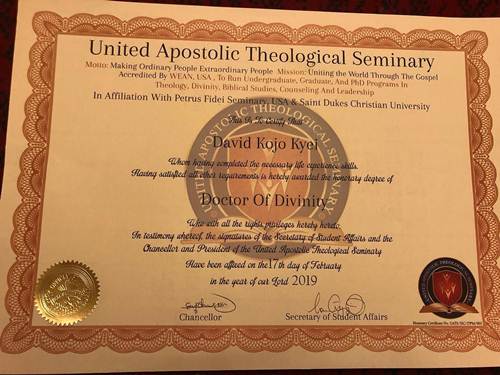 United Apostolic Theological Seminary
Motto: Making Ordinary People Extraordinary People Mission: Uniting the World Through The Gospel
Accredited By WEAN, USA , To Run Undergraduate, Graduate, And PhD Programs In
Theology, Divinity, Biblical Studies, Counseling And Leadership
In Affiliation With Petrus Fidei Seminary, USA & Saint Dukes Christian University
This Is To Certify That
David Kojo Kyei
Whom having completed the necessary life experience skills,
Having satisfied all other requirements is hereby awarded the honorary degree of
Doctor Of Divinity
Who with all the rights privileges hereby hereto:
In testimony whereof, the signatures of the Secretary of Student Affairs and the
Chancellor and President of the United Apostolic Theological Seminary
Have been affixed on the 17th day of February
in the year of our Lord 2019
Chancellor
Secretary of Student Affairs
UNITED APOSTOLIC THEOLOGICAL SEMINARY